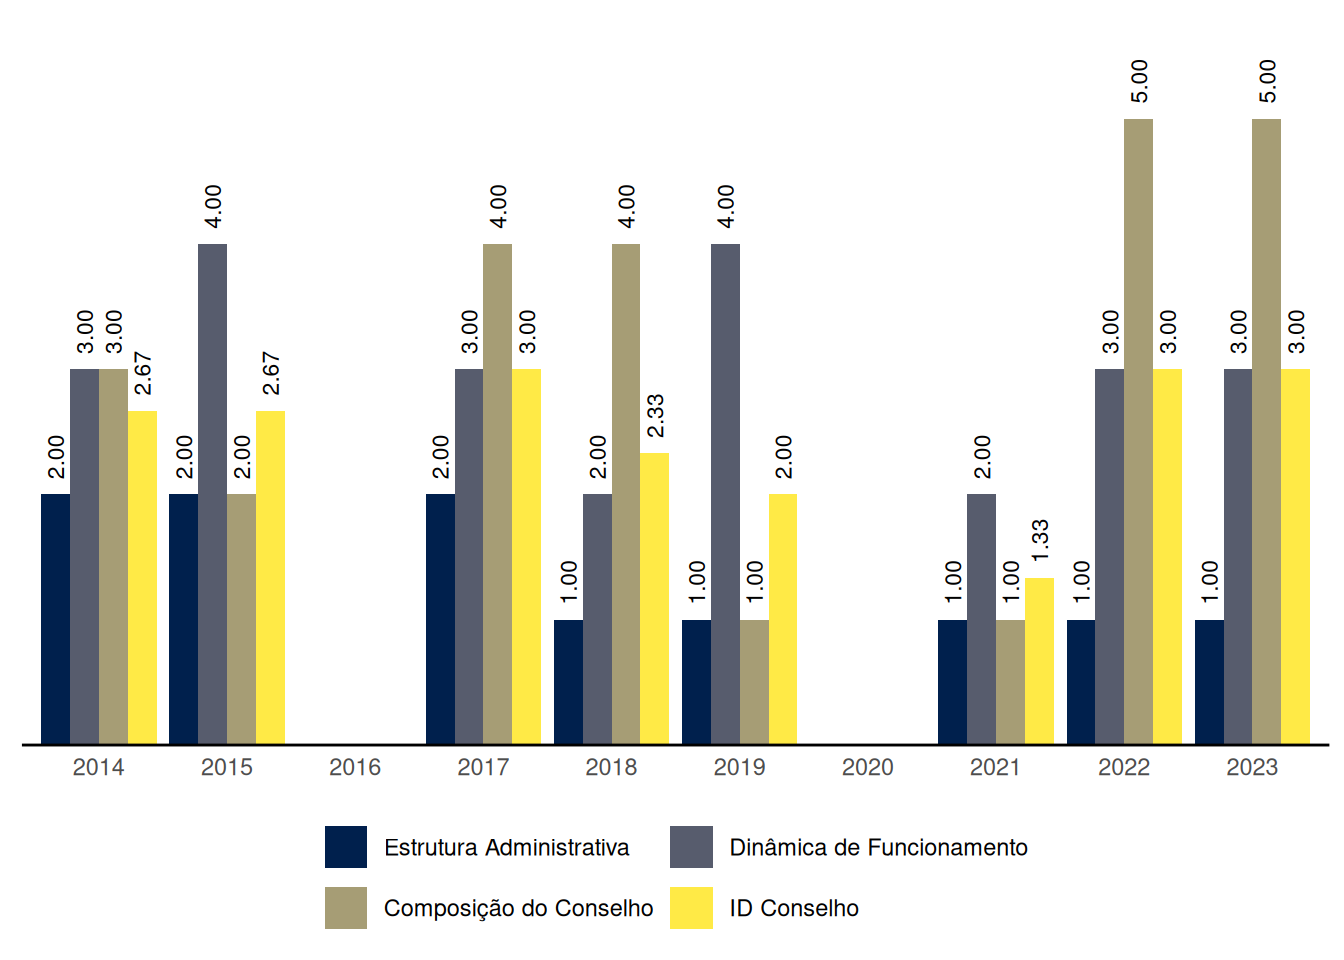 5.00 5.00
4.00 4.00 4.00 4.00
3.00 3.00 3.00 3.00 3.00 3.00 3.00 3.00
2.67 2.67
2.33
2.00 2.00 2.00 2.00 2.00 2.00 2.00
1.33
1.00 1.00 1.00 1.00 1.00 1.00 1.00
2014 2015 2016 2017 2018 2019 2020 2021 2022 2023
Estrutura Administrativa Dinâmica de Funcionamento
Composição do Conselho ID Conselho